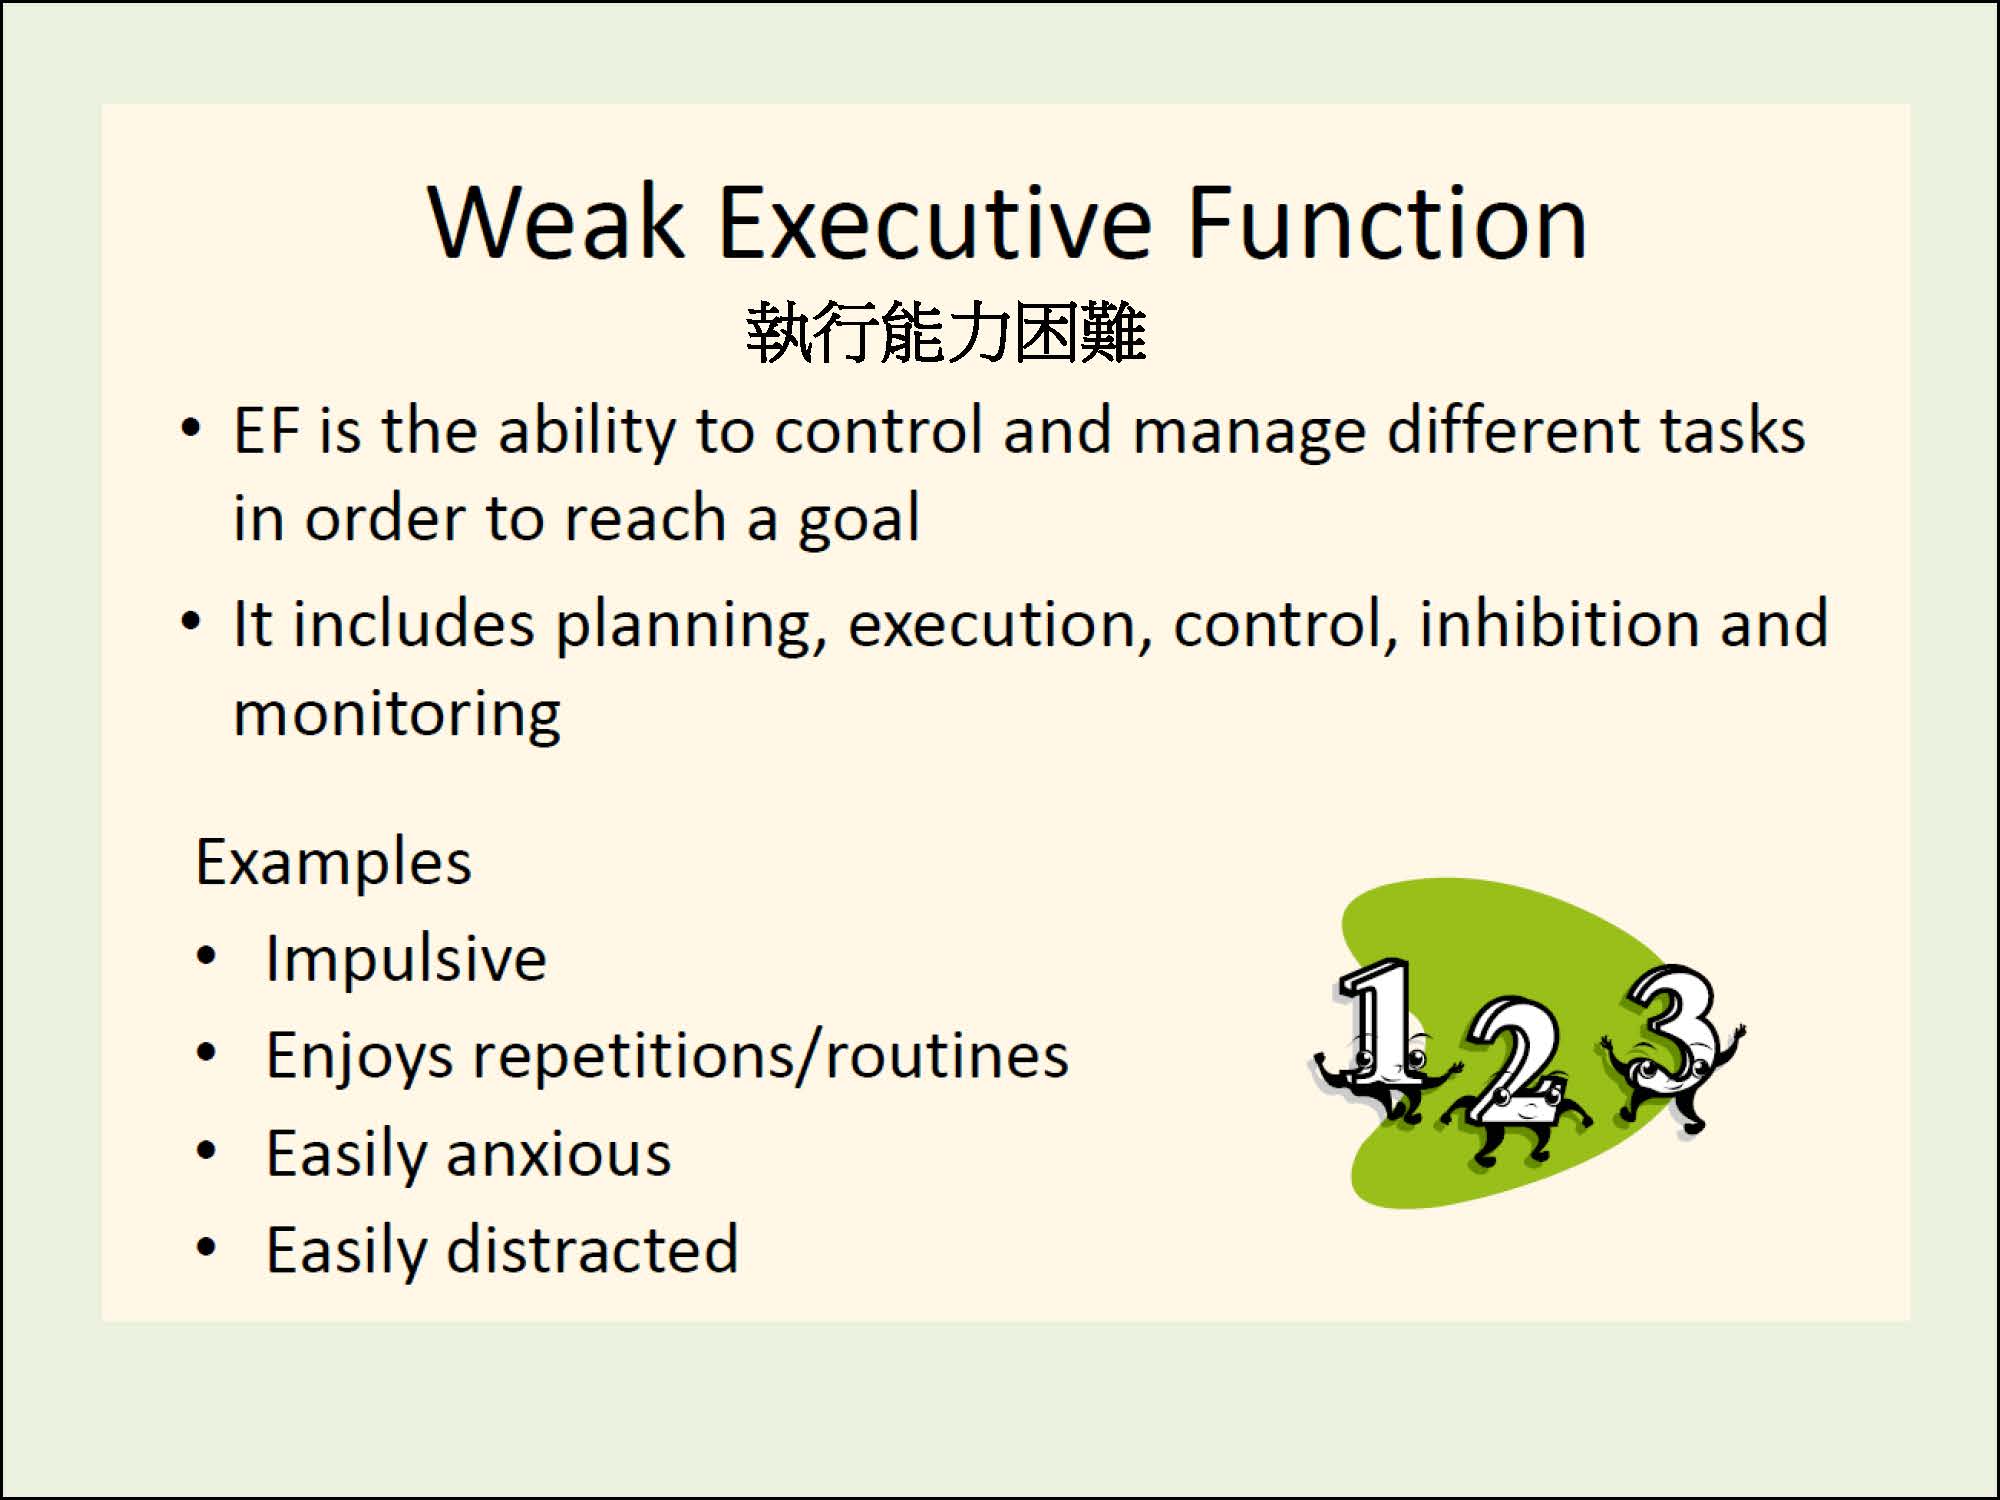 Weak Executive Function
執行能力困難
• EF is the ability to control and manage different tasks
in order to reach a goal
• It includes planning, execution, control, inhibition and
monitoring
Examples
• Impulsive
• Enjoys repetitions/routines
• Easily anxious
• Easily distracted
1 2 3